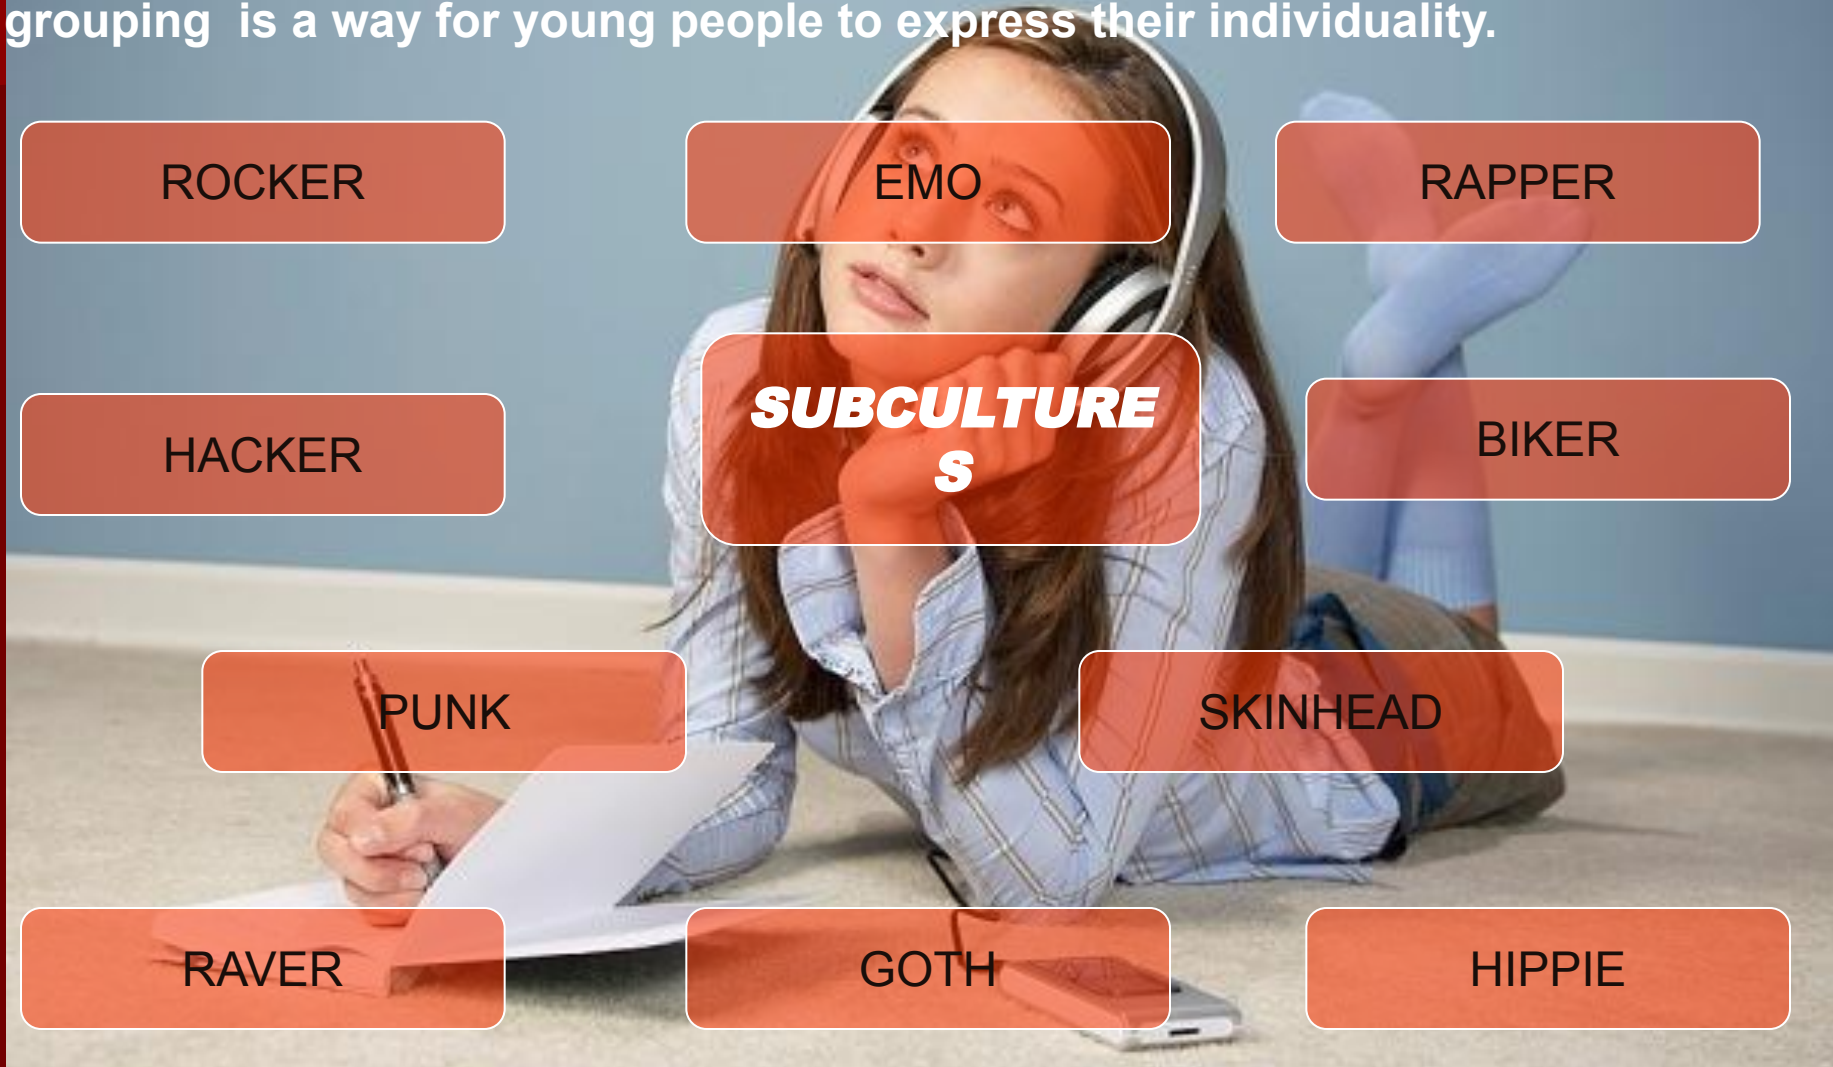 grouping  is a way for young people to express their individuality.
ROCKER
EMO
RAPPER
HACKER
SUBCULTURE
S
BIKER
PUNK
SKINHEAD
RAVER
GOTH
HIPPIE